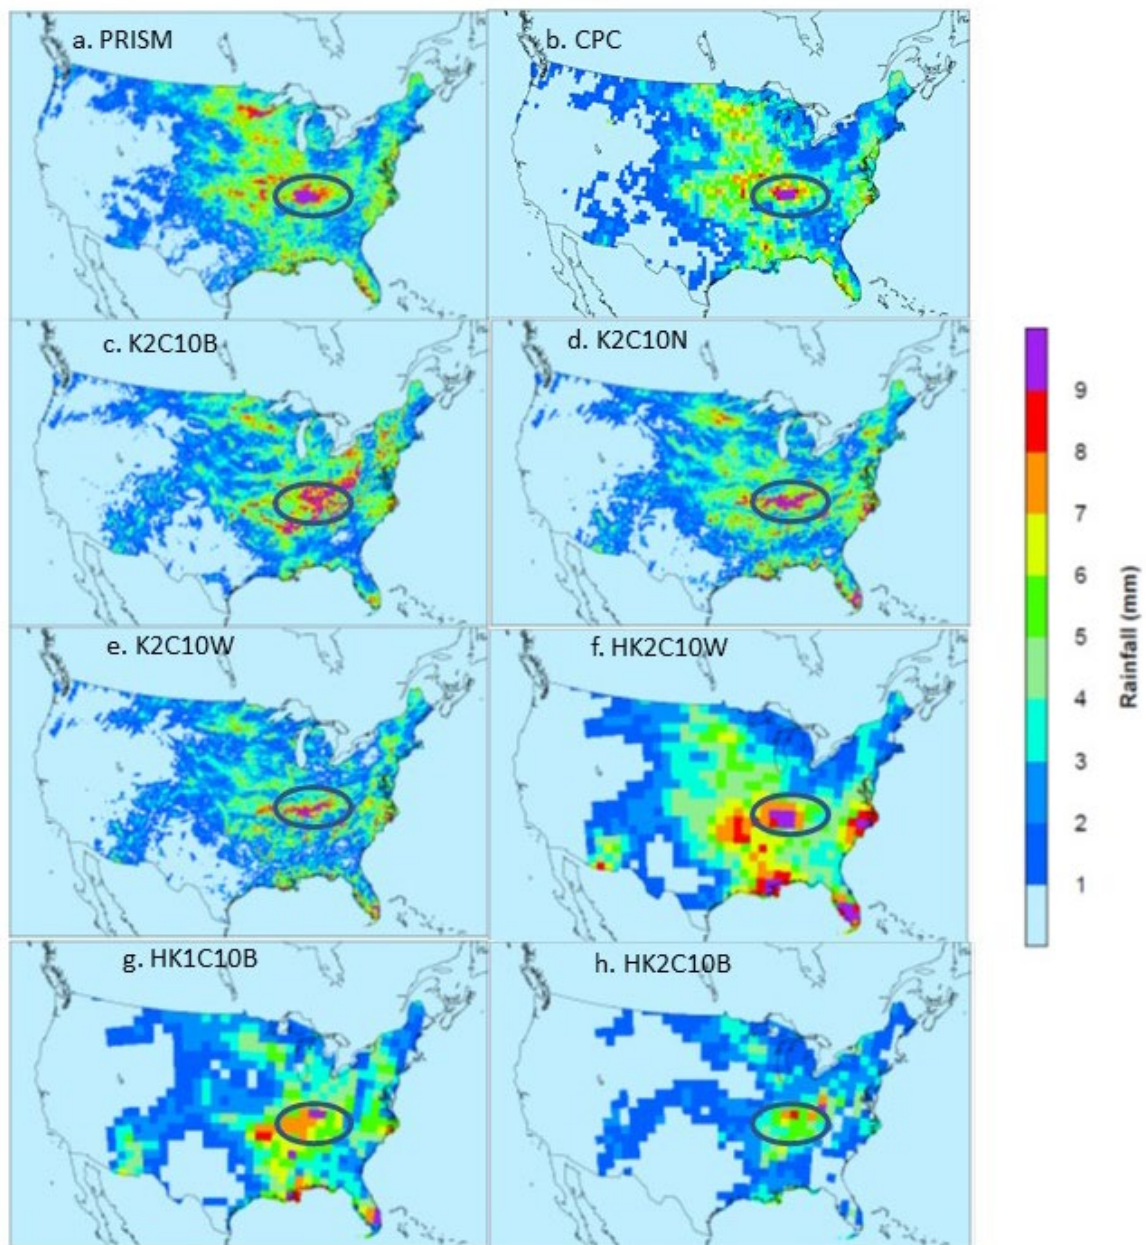 a. PRISM
b. CPC
c. K2C10B
d. K2C10N
e. K2C10W
f. HK2C10W
g. HK1C10B
h. HK2C10B
9
8
7
6
5
4
3
2
1
Rainfall (mm)